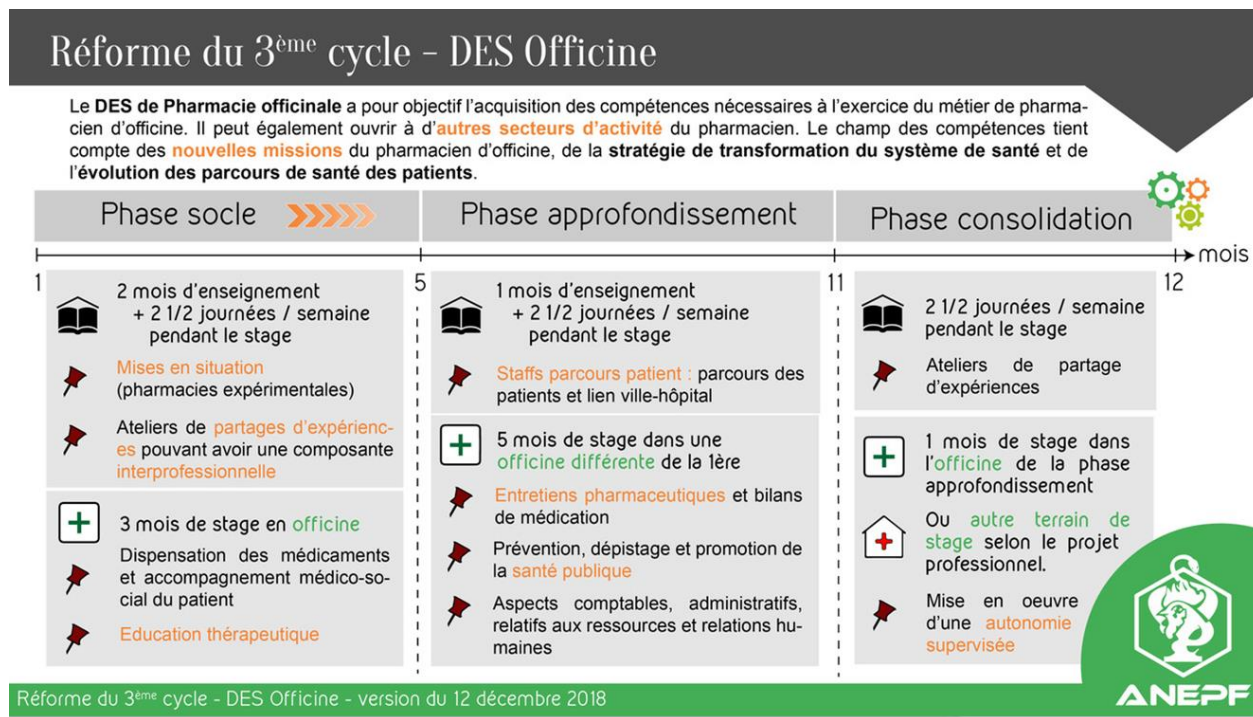 Réforme du 3ème cycle - DES Officine
Le DES de Pharmacie officinale a pour objectif l'acquisition des compétences nécessaires à l'exercice du métier de pharma-
cien d'officine. Il peut également ouvrir à d'autres secteurs d'activité du pharmacien. Le champ des compétences tient
compte des nouvelles missions du pharmacien d'officine, de la stratégie de transformation du système de santé et de
l'évolution des parcours de santé des patients.
Phase socle
Phase approfondissement
Phase consolidation
mois
1
5
11
12
2 mois d'enseignement
+ 2 1/2 journées / semaine
pendant le stage
Mises en situation
(pharmacies expérimentales)
Ateliers de partages d'expérienc-
es pouvant avoir une composante
interprofessionnelle
3 mois de stage en officine
Dispensation des médicaments
et accompagnement médico-so-
cial du patient
Education thérapeutique
1 mois d'enseignement
+ 2 1/2 journées / semaine
pendant le stage
Staffs parcours patient : parcours des
patients et lien ville-hôpital
5 mois de stage dans une
officine différente de la 1ère
Entretiens pharmaceutiques et bilans
de médication
Prévention, dépistage et promotion de
la santé publique
Aspects comptables, administratifs,
relatifs aux ressources et relations hu-
maines
2 1/2 journées / semaine
pendant le stage
Ateliers de partage
d'expériences
1 mois de stage dans
l'officine de la phase
approfondissement
Ou autre terrain de
stage selon le projet
professionnel.
Mise en oeuvre
d'une autonomie
supervisée
ANEPF
Réforme du 3ème cycle - DES Officine - version du 12 décembre 2018